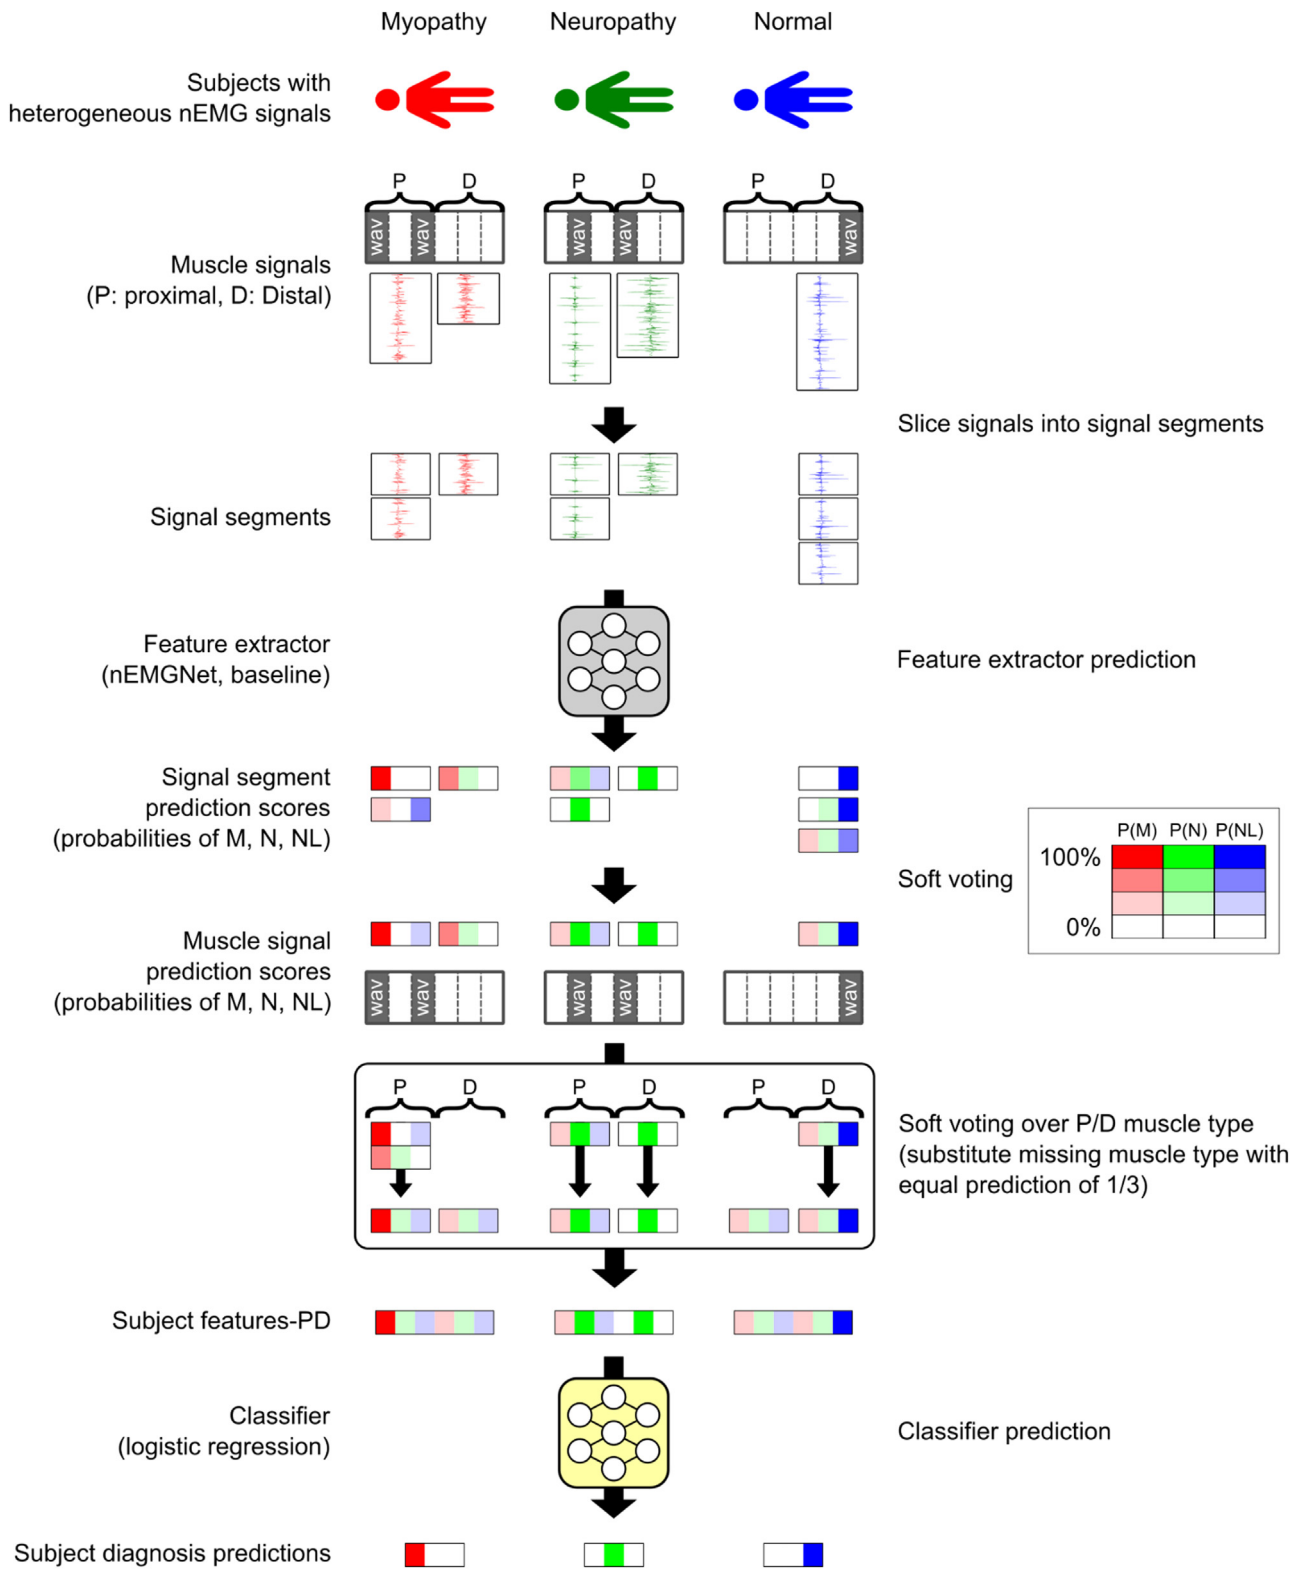 Myopathy Neuropathy Normal
Subjects with
heterogeneous nEMG signals
P D P D P D
wav wav wav wav wav
Muscle signals
(P: proximal, D: Distal)
Slice signals into signal segments
Signal segments
Feature extractor
(nEMGNet, baseline)
Feature extractor prediction
Signal segment
prediction scores
(probabilities of M, N, NL)
Soft voting
P(M) P(N) P(NL)
100%
0%
Muscle signal
prediction scores
(probabilities of M, N, NL)
wav wav wav wav wav
P D P D P D
Soft voting over P/D muscle type
(substitute missing muscle type with
equal prediction of 1/3)
Subject features-PD
Classifier
(logistic regression)
Classifier prediction
Subject diagnosis predictions